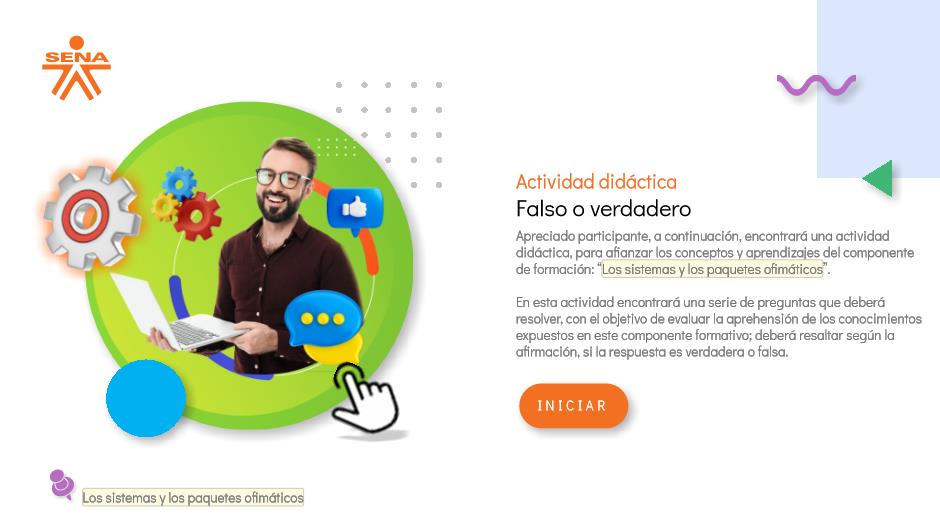 SENA
Actividad didáctica
Falso o verdadero
Apreciado participante, a continuación, encontrará una actividad
didáctica, para afianzar los conceptos y aprendizajes del componente
de formación: “Los sistemas y los paquetes ofimáticos”.
En esta actividad encontrará una serie de preguntas que deberá
resolver, con el objetivo de evaluar la aprehensión de los conocimientos
expuestos en este componente formativo; deberá resaltar según la
afirmación, si la respuesta es verdadera o falsa.
INICIAR
Los sistemas y los paquetes ofimáticos